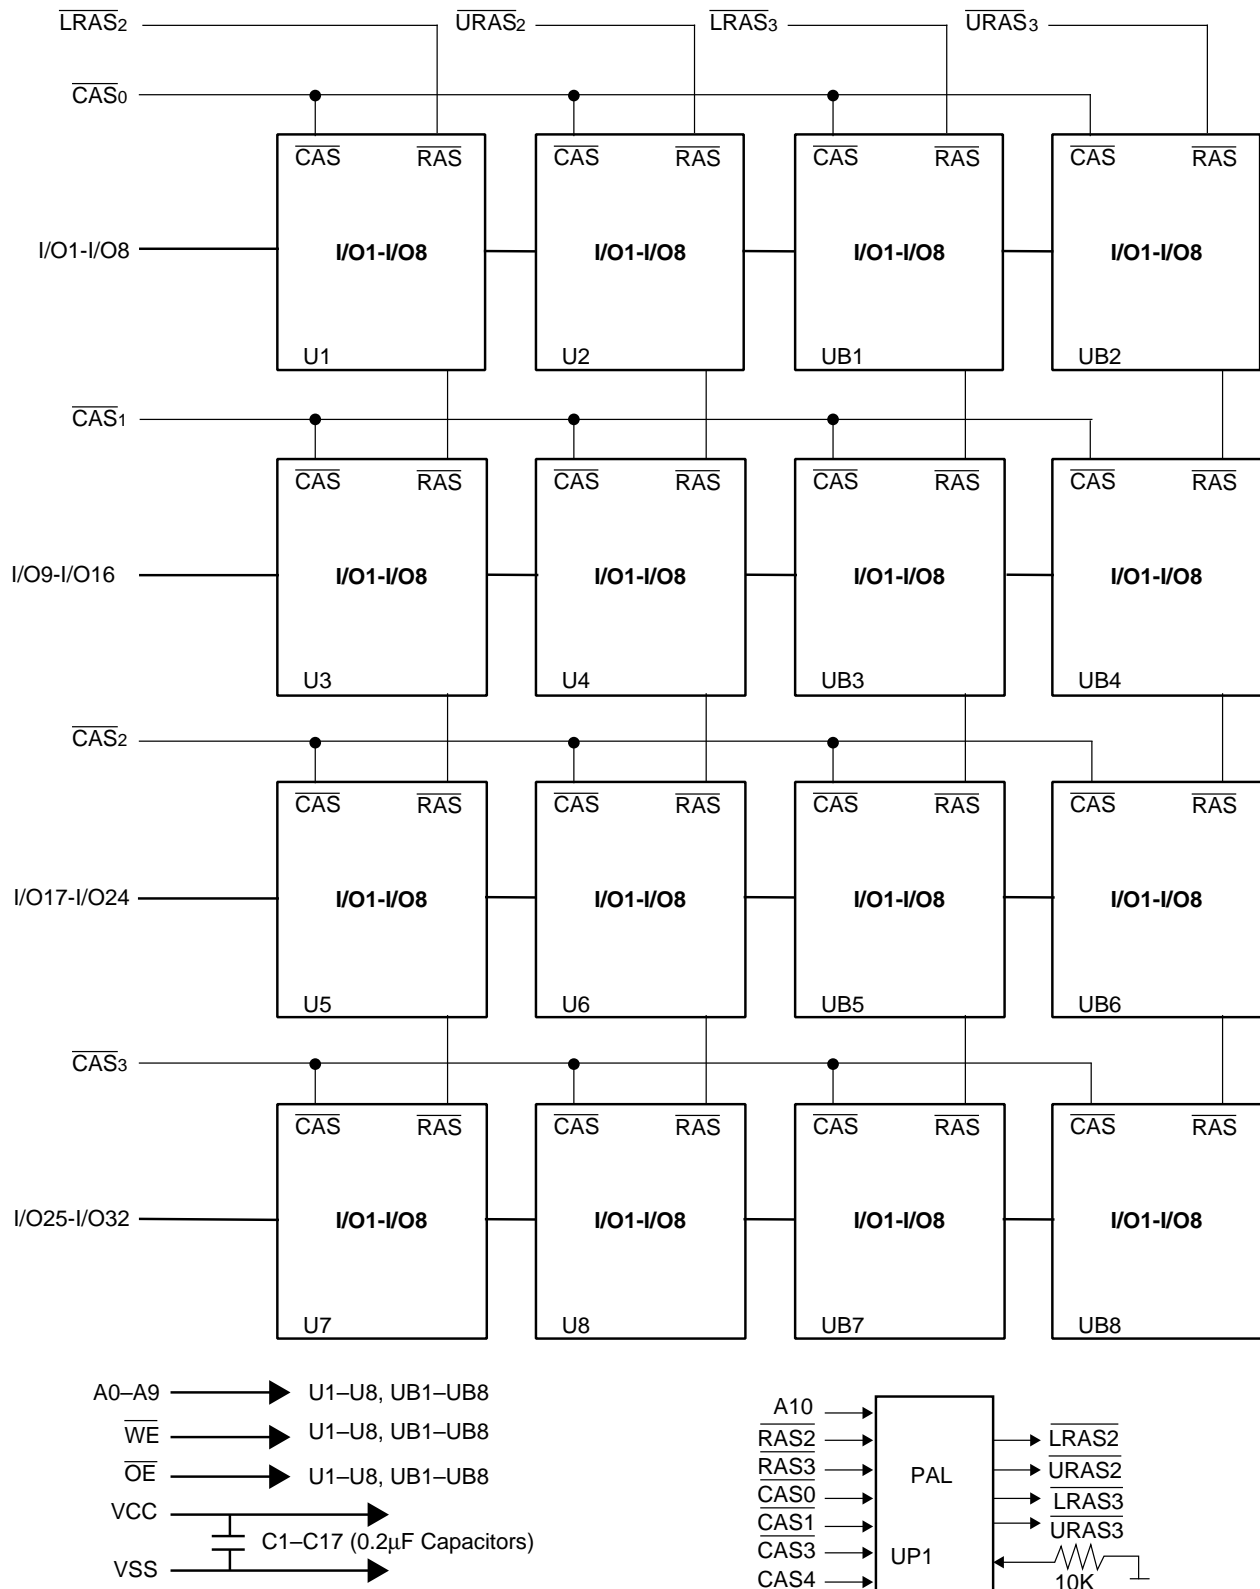 LRAS2 URAS2 LRAS3 URAS3
CAS0
CAS RAS CAS RAS CAS RAS CAS RAS
I/O1-I/O8 I/O1-I/O8 I/O1-I/O8 I/O1-I/O8 I/O1-I/O8
U1 U2 UB1 UB2
CAS1
CAS RAS CAS RAS CAS RAS CAS RAS
I/O9-I/O16 I/O1-I/O8 I/O1-I/O8 I/O1-I/O8 I/O1-I/O8
U3 U4 UB3 UB4
CAS2
CAS RAS CAS RAS CAS RAS CAS RAS
I/O17-I/O24 I/O1-I/O8 I/O1-I/O8 I/O1-I/O8 I/O1-I/O8
U5 U6 UB5 UB6
CAS3
CAS RAS CAS RAS CAS RAS CAS RAS
I/O25-I/O32 I/O1-I/O8 I/O1-I/O8 I/O1-I/O8 I/O1-I/O8
U7 U8 UB7 UB8
A0–A9 U1–U8, UB1–UB8
WE U1–U8, UB1–UB8
OE U1–U8, UB1–UB8
VCC
C1–C17 (0.2µF Capacitors)
VSS
A10
RAS2 LRAS2
RAS3 PAL URAS2
CAS0 LRAS3
CAS1 URAS3
CAS3 UP1
CAS4 10K